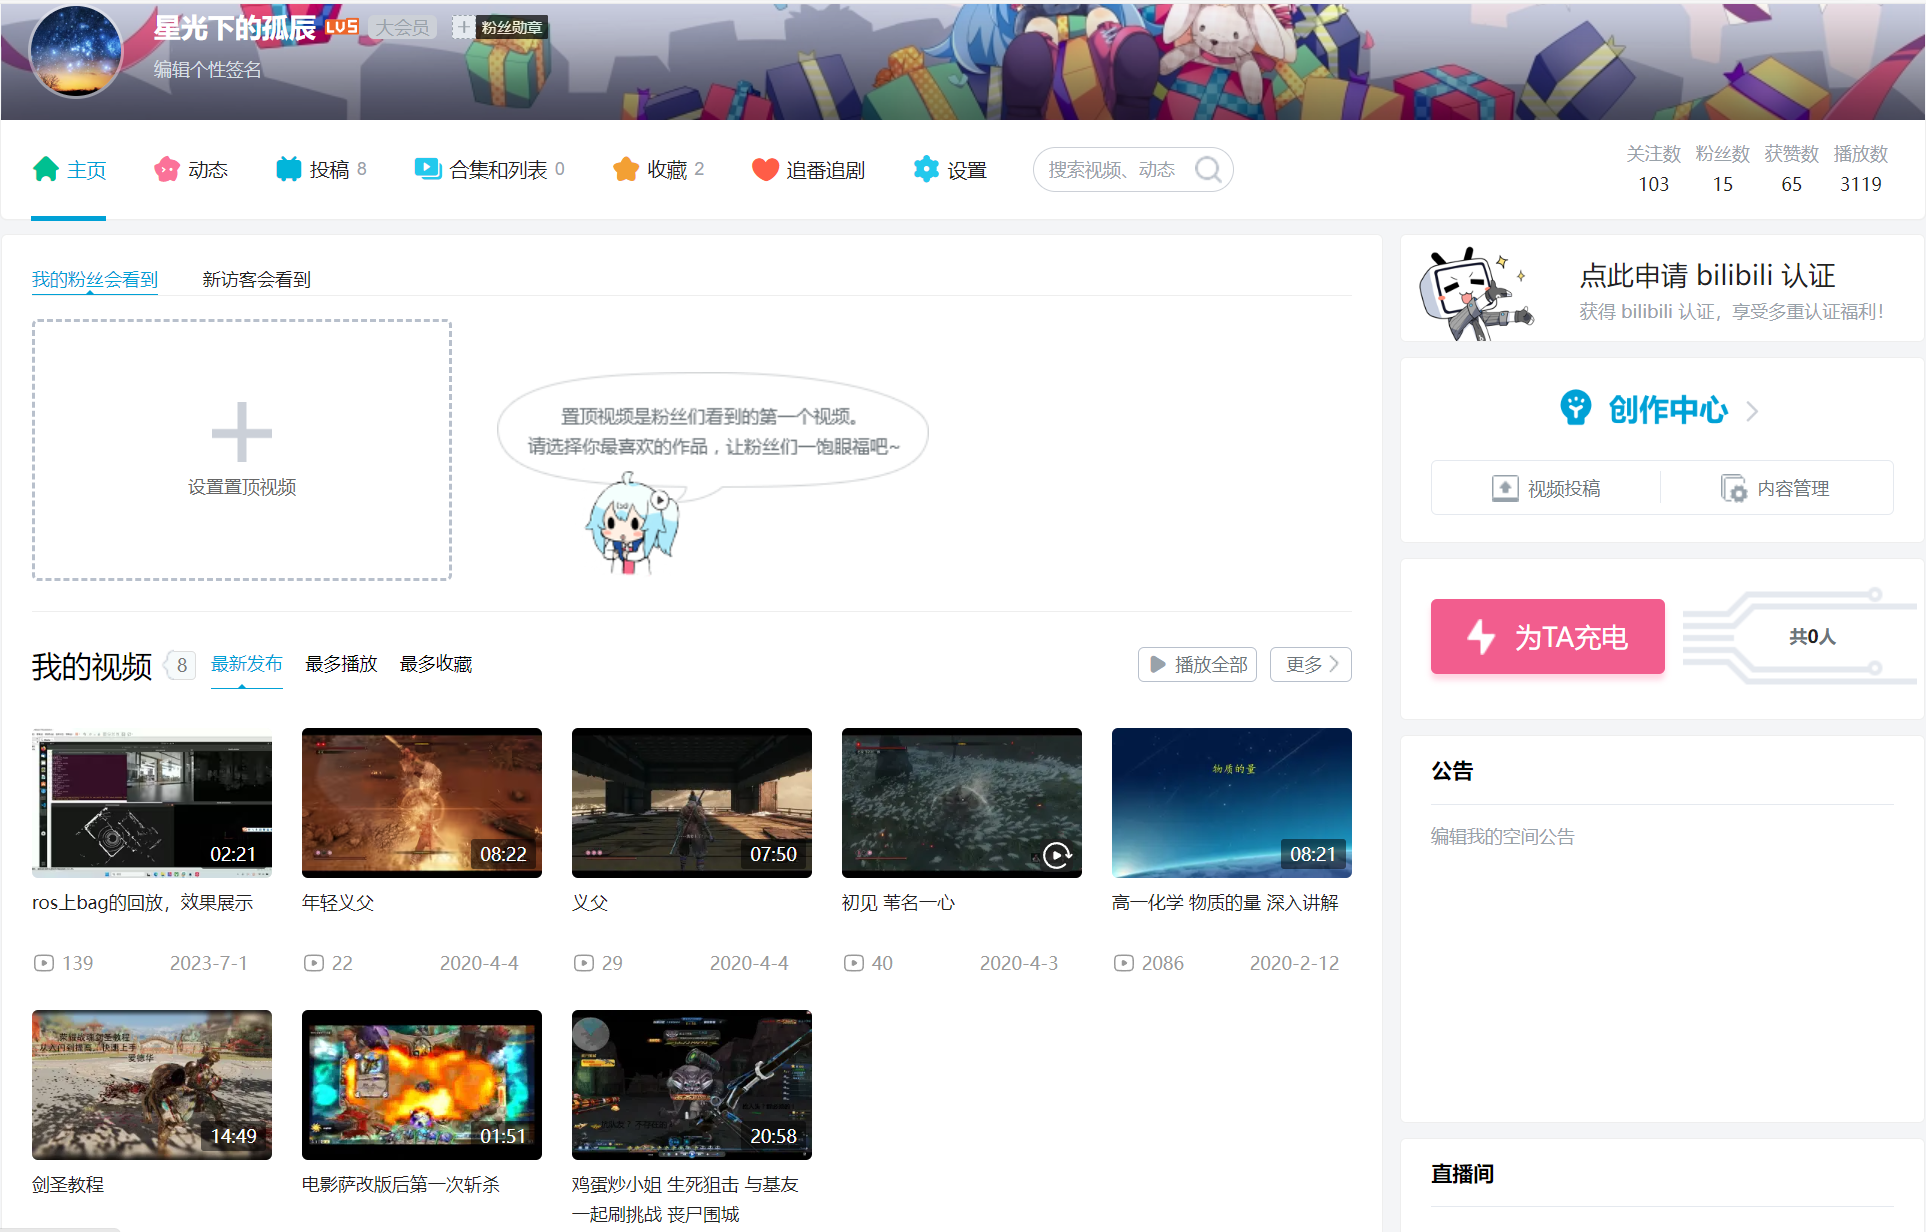 星光下的孤辰 LV5 大会员 粉丝勋章
编辑个性签名
主页 动态 投稿 8 合集和列表 0 收藏 2 追番追剧 设置 搜索视频、动态
关注数 粉丝数 获赞数 播放数
103 15 65 3119
我的粉丝会看到 新访客会看到
设置置顶视频
置顶视频是粉丝们看到的第一个视频。
请选择你最喜欢的作品，让粉丝们一饱眼福吧~
我的视频 8 最新发布 最多播放 最多收藏 播放全部 更多
物质的量
02:21 08:22 07:50 08:21
ros上bag的回放，效果展示 年轻义父 义父 初见 苇名一心 高一化学 物质的量 深入讲解
139 2023-7-1 22 2020-4-4 29 2020-4-4 40 2020-4-3 2086 2020-2-12
14:49 01:51 20:58
剑圣教程 电影萨改版后第一次斩杀 鸡蛋炒小姐 生死狙击 与基友
一起刷挑战 丧尸围城
点此申请 bilibili 认证
获得 bilibili 认证，享受多重认证福利！
创作中心
视频投稿 内容管理
为TA充电 共0人
公告
编辑我的空间公告
直播间